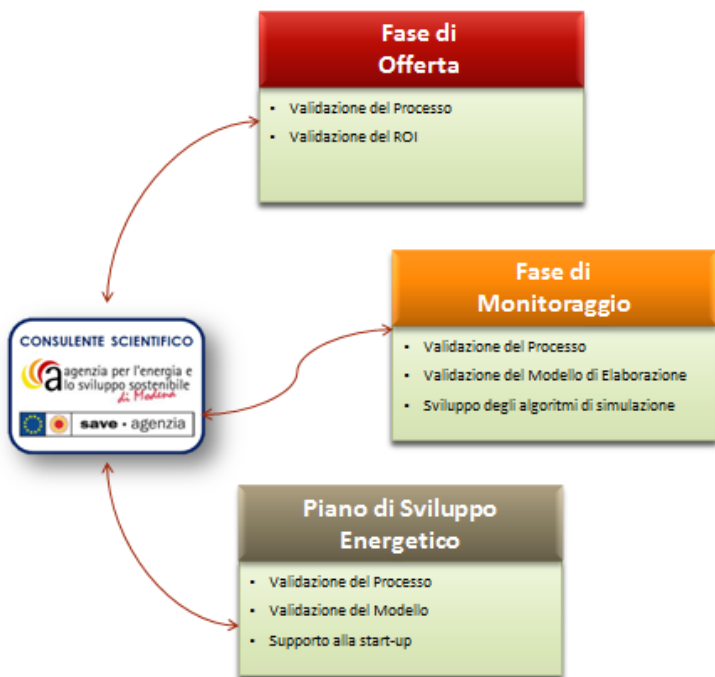 Fase di
Offerta
▪ Validazione del Processo
▪ Validazione del ROI
Fase di
Monitoraggio
▪ Validazione del Processo
▪ Validazione del Modello di Elaborazione
▪ Sviluppo degli algoritmi di simulazione
CONSULENTE SCIENTIFICO
a agenzia per l'energia e
lo sviluppo sostenibile
di Modena
save · agenzia
Piano di Sviluppo
Energetico
▪ Validazione del Processo
▪ Validazione del Modello
▪ Supporto alla start-up